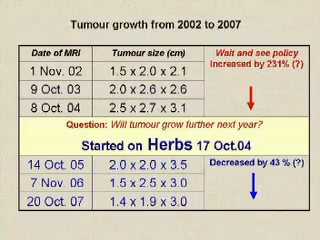 Tumour growth from 2002 to 2007
Date of MRI Tumour size (cm) Wait and see policy
Increased by 231% (?)
1 Nov. 02 1.5 x 2.0 x 2.1
9 Oct. 03 2.0 x 2.6 x 2.6
8 Oct. 04 2.5 x 2.7 x 3.1
Question: Will tumour grow further next year?
Started on Herbs 17 Oct.04
14 Oct. 05 2.0 x 2.0 x 3.5 Decreased by 43 % (?)
7 Nov. 06 1.5 x 2.5 x 3.0
20 Oct. 07 1.4 x 1.9 x 3.0